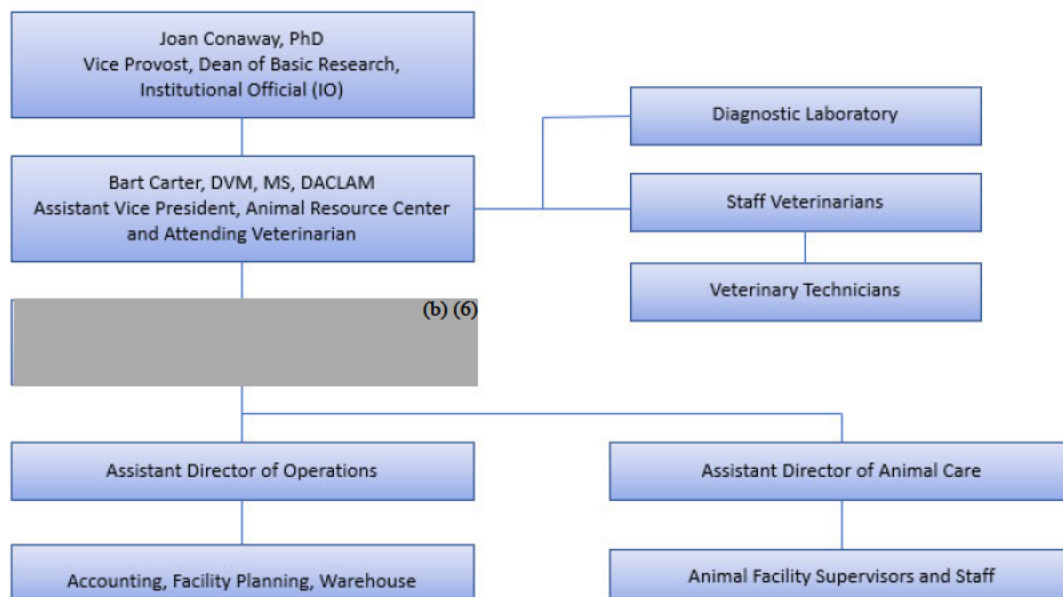 Joan Conaway, PhD
Vice Provost, Dean of Basic Research,
Institutional Official (IO)
Diagnostic Laboratory
Bart Carter, DVM, MS, DACLAM
Assistant Vice President, Animal Resource Center
and Attending Veterinarian
Staff Veterinarians
Veterinary Technicians
(b) (6)
Assistant Director of Operations
Assistant Director of Animal Care
Accounting, Facility Planning, Warehouse
Animal Facility Supervisors and Staff